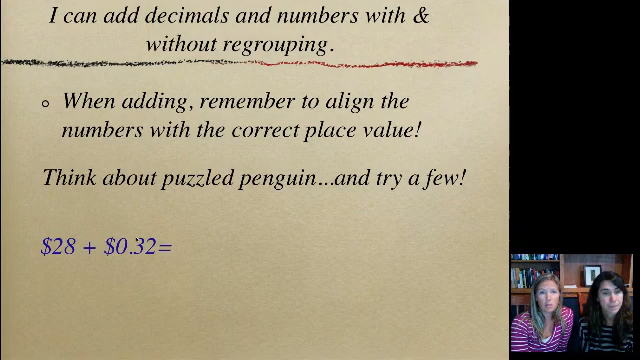 I can add decimals and numbers with &
without regrouping.
When adding, remember to align the
numbers with the correct place value!
Think about puzzled penguin...and try a few!
$28 + $0.32=